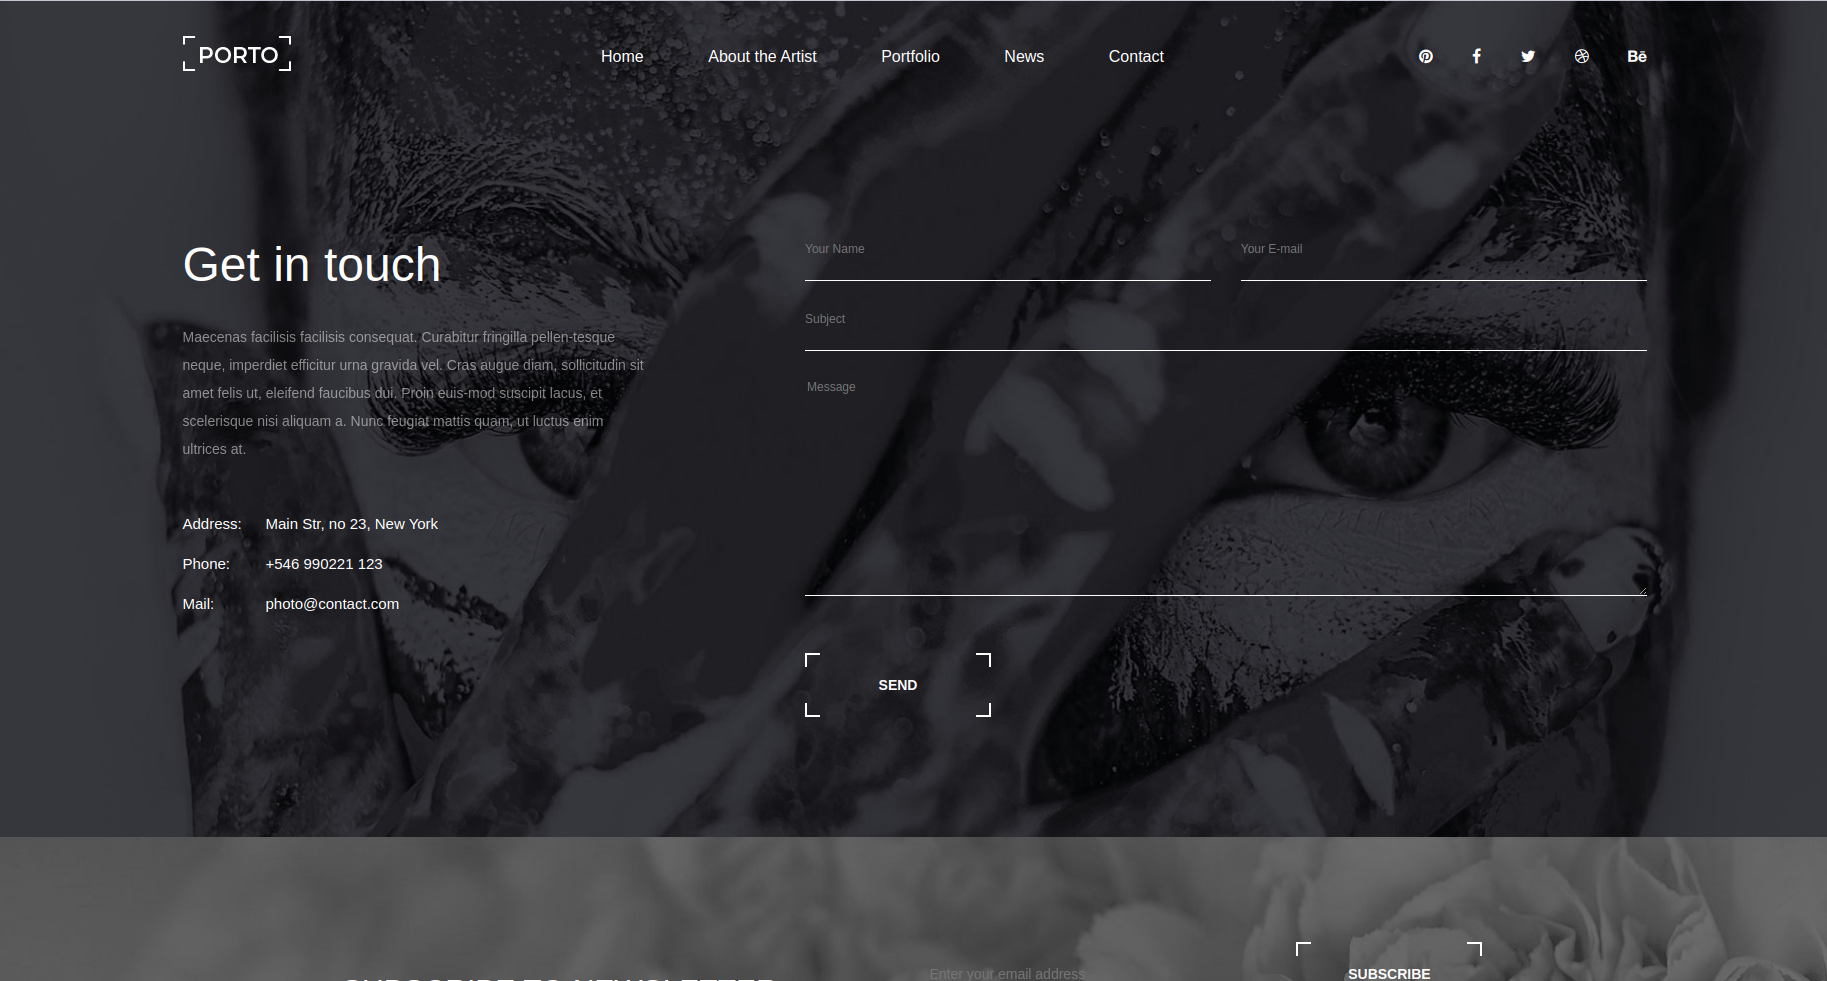 PORTO
Home About the Artist Portfolio News Contact
Bē
Get in touch
Maecenas facilisis facilisis consequat. Curabitur fringilla pellen-tesque
neque, imperdiet efficitur urna gravida vel. Cras augue diam, sollicitudin sit
amet felis ut, eleifend faucibus dui. Proin euis-mod suscipit lacus, et
scelerisque nisi aliquam a. Nunc feugiat mattis quam, ut luctus enim
ultrices at.
Address: Main Str, no 23, New York
Phone: +546 990221 123
Mail: photo@contact.com
Your Name Your E-mail
Subject
Message
SEND
SUBSCRIBE TO NEWSLETTER
Enter your email address
SUBSCRIBE